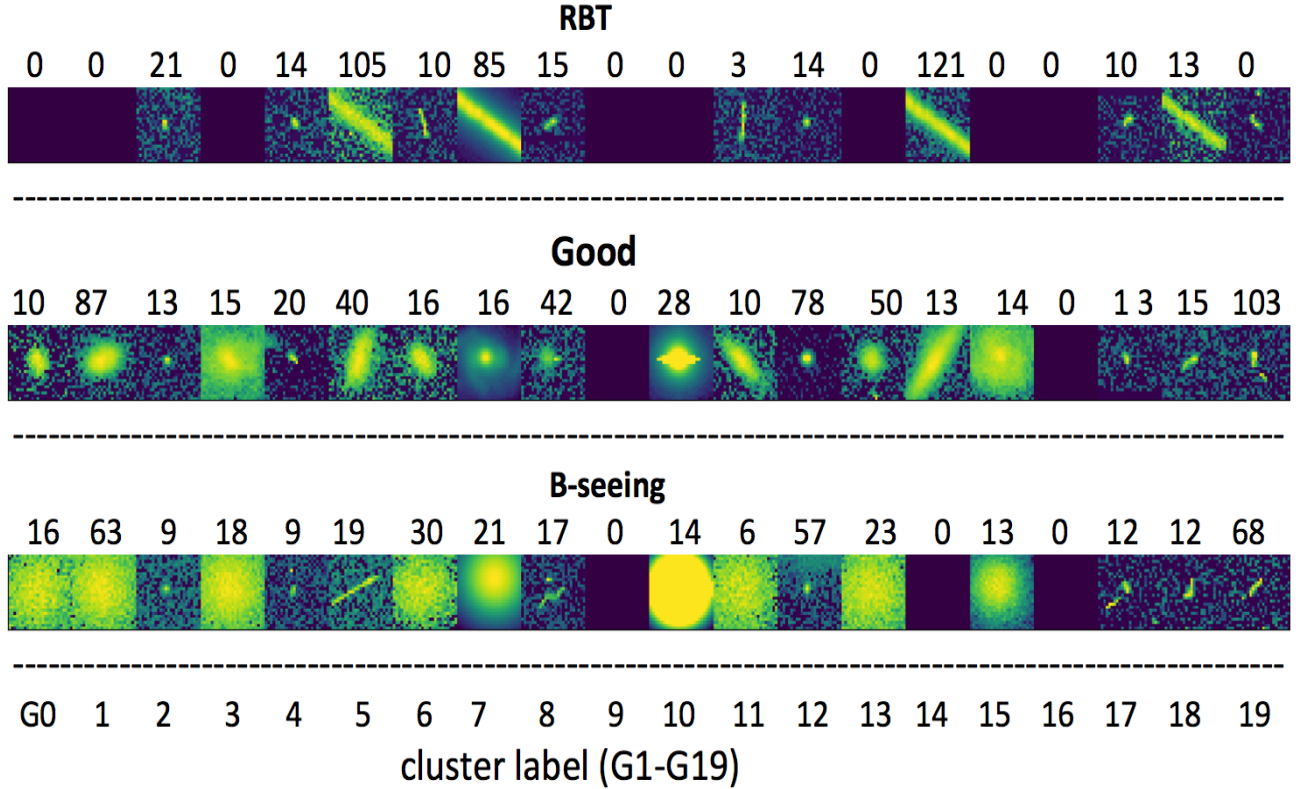 RBT
0 0 21 0 14 105 10 85 15 0 0 3 14 0 121 0 0 10 13 0
Good
10 87 13 15 20 40 16 16 42 0 28 10 78 50 13 14 0 1 3 15 103
B-seeing
16 63 9 18 9 19 30 21 17 0 14 6 57 23 0 13 0 12 12 68
G0 1 2 3 4 5 6 7 8 9 10 11 12 13 14 15 16 17 18 19
cluster label (G1-G19)